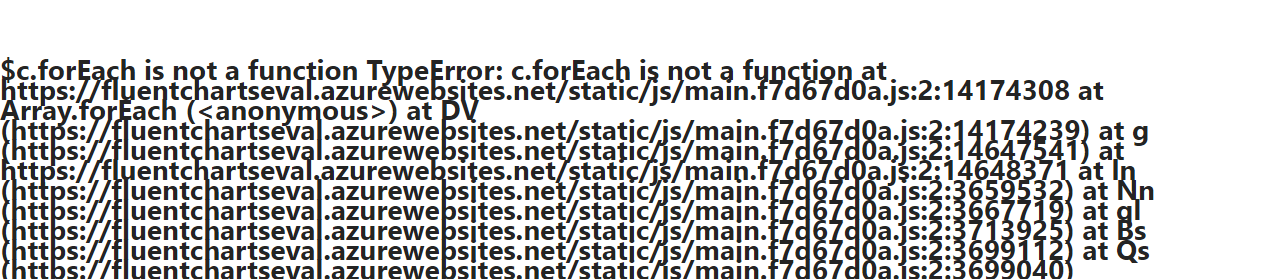 $c.forEach is not a function TypeError: c.forEach is not a function at
https://fluentchartseval.azurewebsites.net/static/js/main.f7d67d0a.js:2:14174308 at
Array.forEach (<anonymous>) at DV
(https://fluentchartseval.azurewebsites.net/static/js/main.f7d67d0a.js:2:14174239) at g
(https://fluentchartseval.azurewebsites.net/static/js/main.f7d67d0a.js:2:14647541) at
https://fluentchartseval.azurewebsites.net/static/js/main.f7d67d0a.js:2:14648371 at ln
(https://fluentchartseval.azurewebsites.net/static/js/main.f7d67d0a.js:2:3659532) at Nn
(https://fluentchartseval.azurewebsites.net/static/js/main.f7d67d0a.js:2:3667719) at gl
(https://fluentchartseval.azurewebsites.net/static/js/main.f7d67d0a.js:2:3713925) at Bs
(https://fluentchartseval.azurewebsites.net/static/js/main.f7d67d0a.js:2:3699112) at Qs
(https://fluentchartseval.azurewebsites.net/static/js/main.f7d67d0a.js:2:3699040)